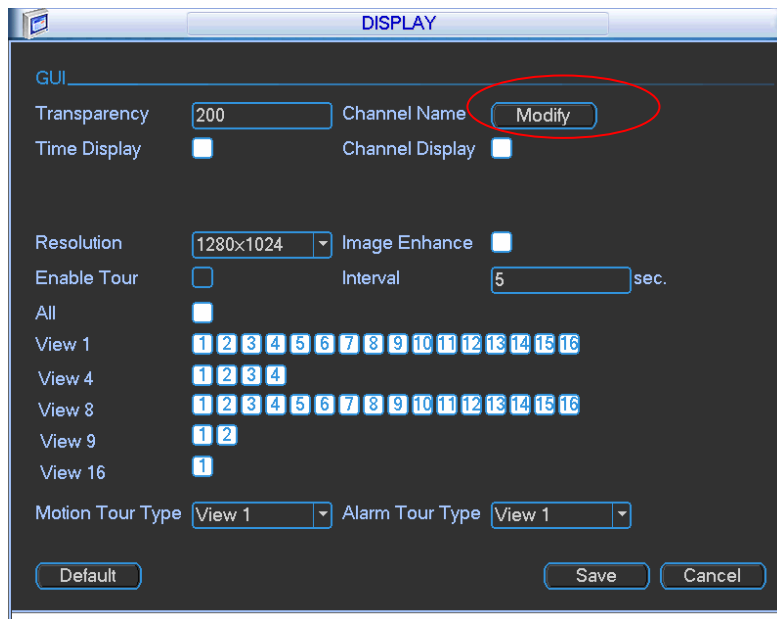 DISPLAY
GUI
Transparency 200 Channel Name Modify
Time Display Channel Display
Resolution 1280×1024 Image Enhance
Enable Tour Interval 5 sec.
All
View 1 1 2 3 4 5 6 7 8 9 10 11 12 13 14 15 16
View 4 1 2 3 4
View 8 1 2 3 4 5 6 7 8 9 10 11 12 13 14 15 16
View 9 1 2
View 16 1
Motion Tour Type View 1 Alarm Tour Type View 1
Default Save Cancel